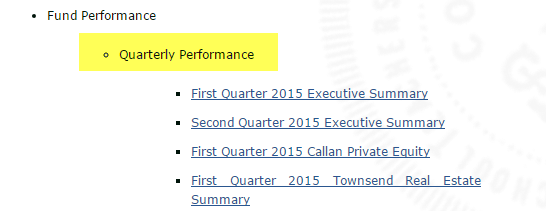 Fund Performance
Quarterly Performance
First Quarter 2015 Executive Summary
Second Quarter 2015 Executive Summary
First Quarter 2015 Callan Private Equity
First Quarter 2015 Townsend Real Estate
Summary